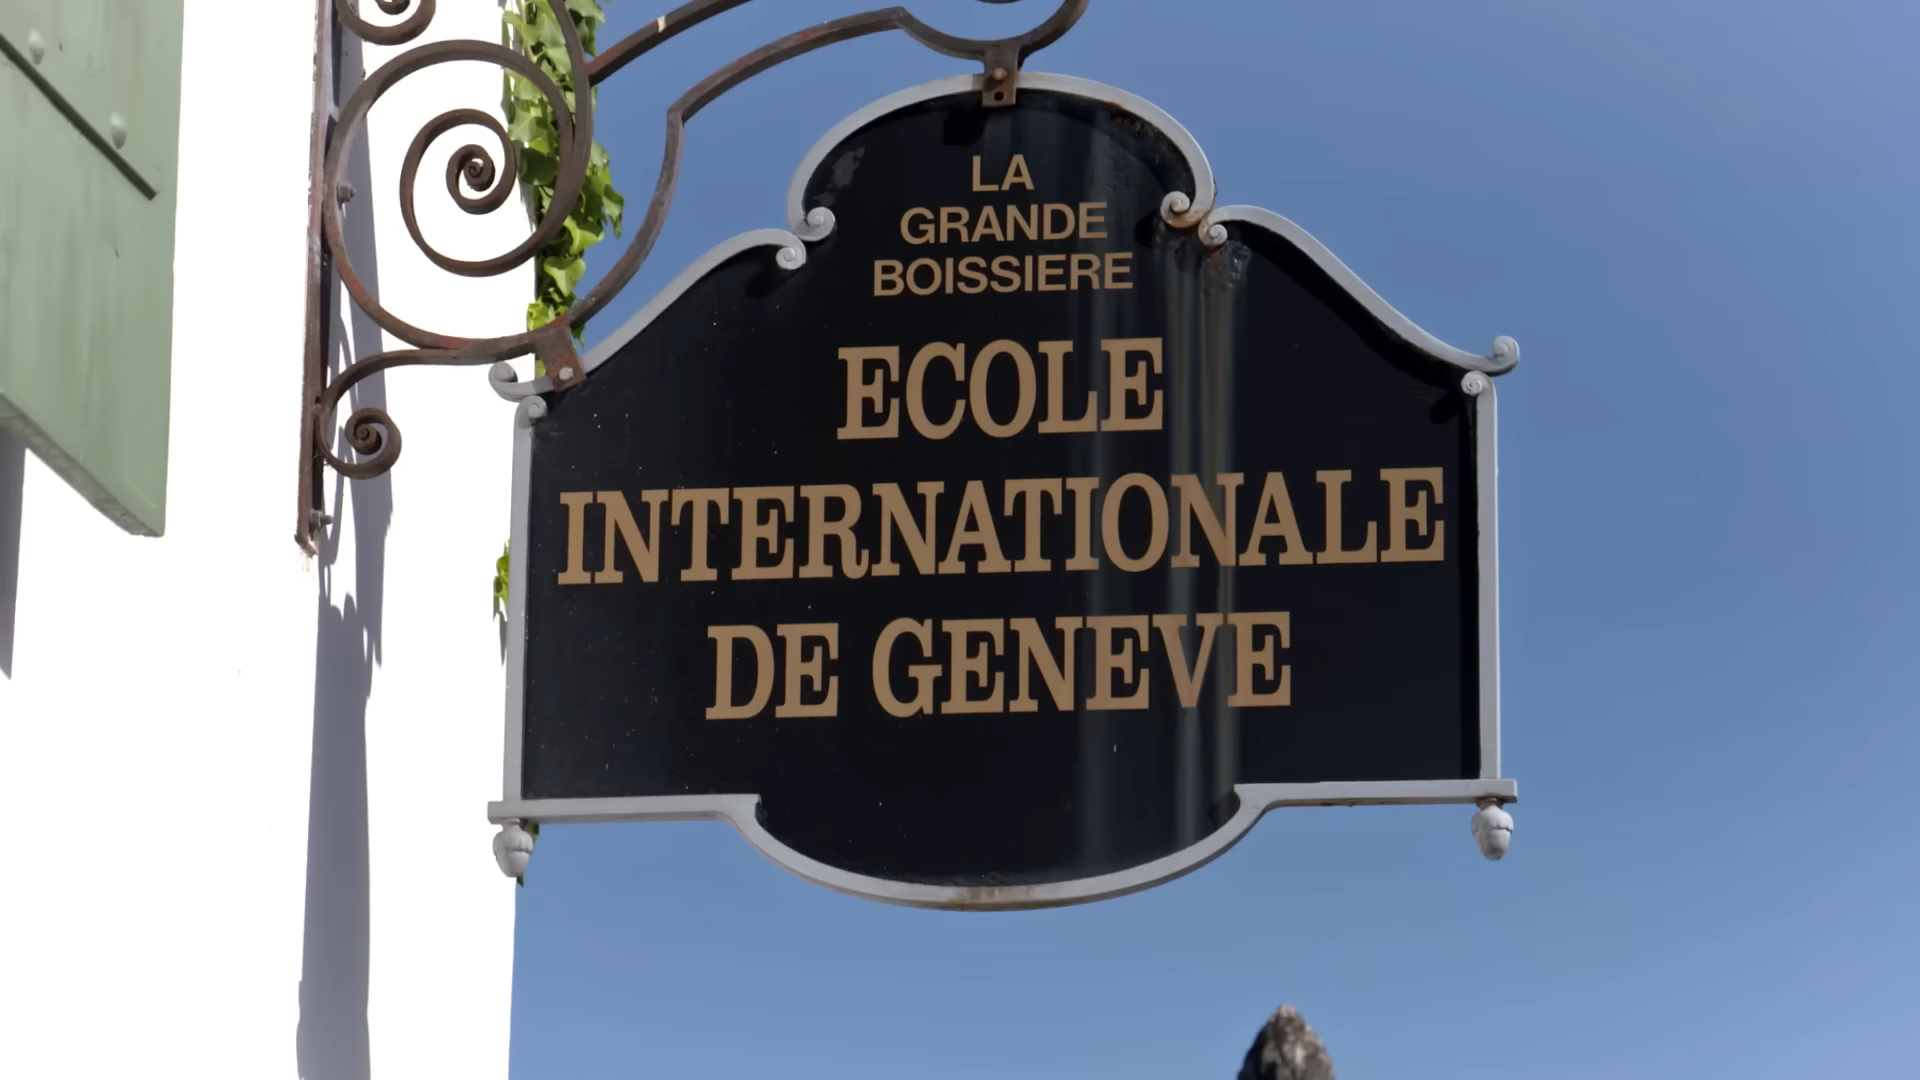 LA
GRANDE
BOISSIERE
ECOLE
INTERNATIONALE
DE GENEVE